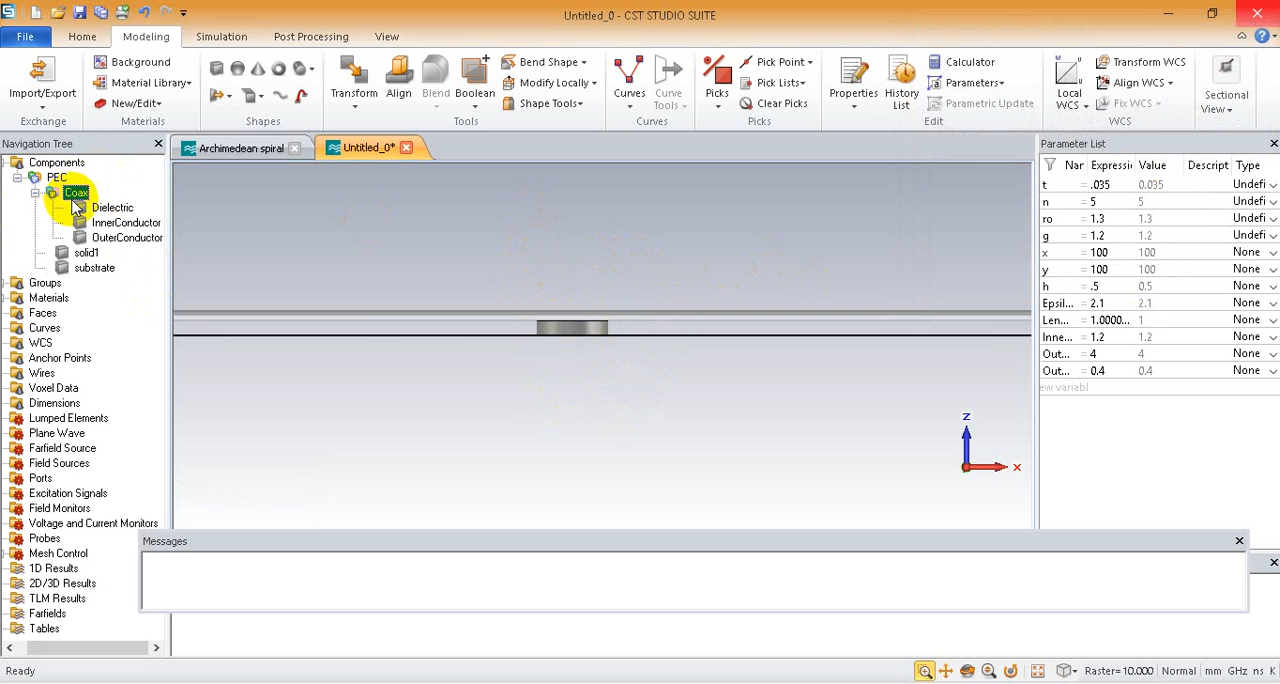 Untitled_0 - CST STUDIO SUITE
File Home Modeling Simulation Post Processing View
Import/Export
Exchange
Background
Material Library
New/Edit
Materials
Shapes
Transform Align Blend Boolean
Bend Shape
Modify Locally
Shape Tools
Tools
Curves Curve Tools
Curves
Picks
Pick Point
Pick Lists
Clear Picks
Picks
Properties History List
Calculator
Parameters
Parametric Update
Edit
Local WCS
Transform WCS
Align WCS
Fix WCS
WCS
Sectional View
Navigation Tree
Archimedean spiral
Untitled_0*
Parameter List
Components
PEC
Coax
Dielectric
InnerConductor
OuterConductor
solid1
substrate
Groups
Materials
Faces
Curves
WCS
Anchor Points
Wires
Voxel Data
Dimensions
Lumped Elements
Plane Wave
Farfield Source
Field Sources
Ports
Excitation Signals
Field Monitors
Voltage and Current Monitors
Probes
Mesh Control
1D Results
2D/3D Results
TLM Results
Farfields
Tables
z
x
Nar Expressi Value Descript Type
t = .035 0.035 Undefi
n = 5 5 Undefi
ro = 1.3 1.3 Undefi
g = 1.2 1.2 Undefi
x = 100 100 None
y = 100 100 None
h = .5 0.5 None
Epsil... = 2.1 2.1 None
Len... = 1.0000... 1 None
Inne... = 1.2 1.2 None
Out... = 4 4 None
Out... = 0.4 0.4 None
ew variabl
Messages
Ready
Raster=10.000 Normal mm GHz ns K